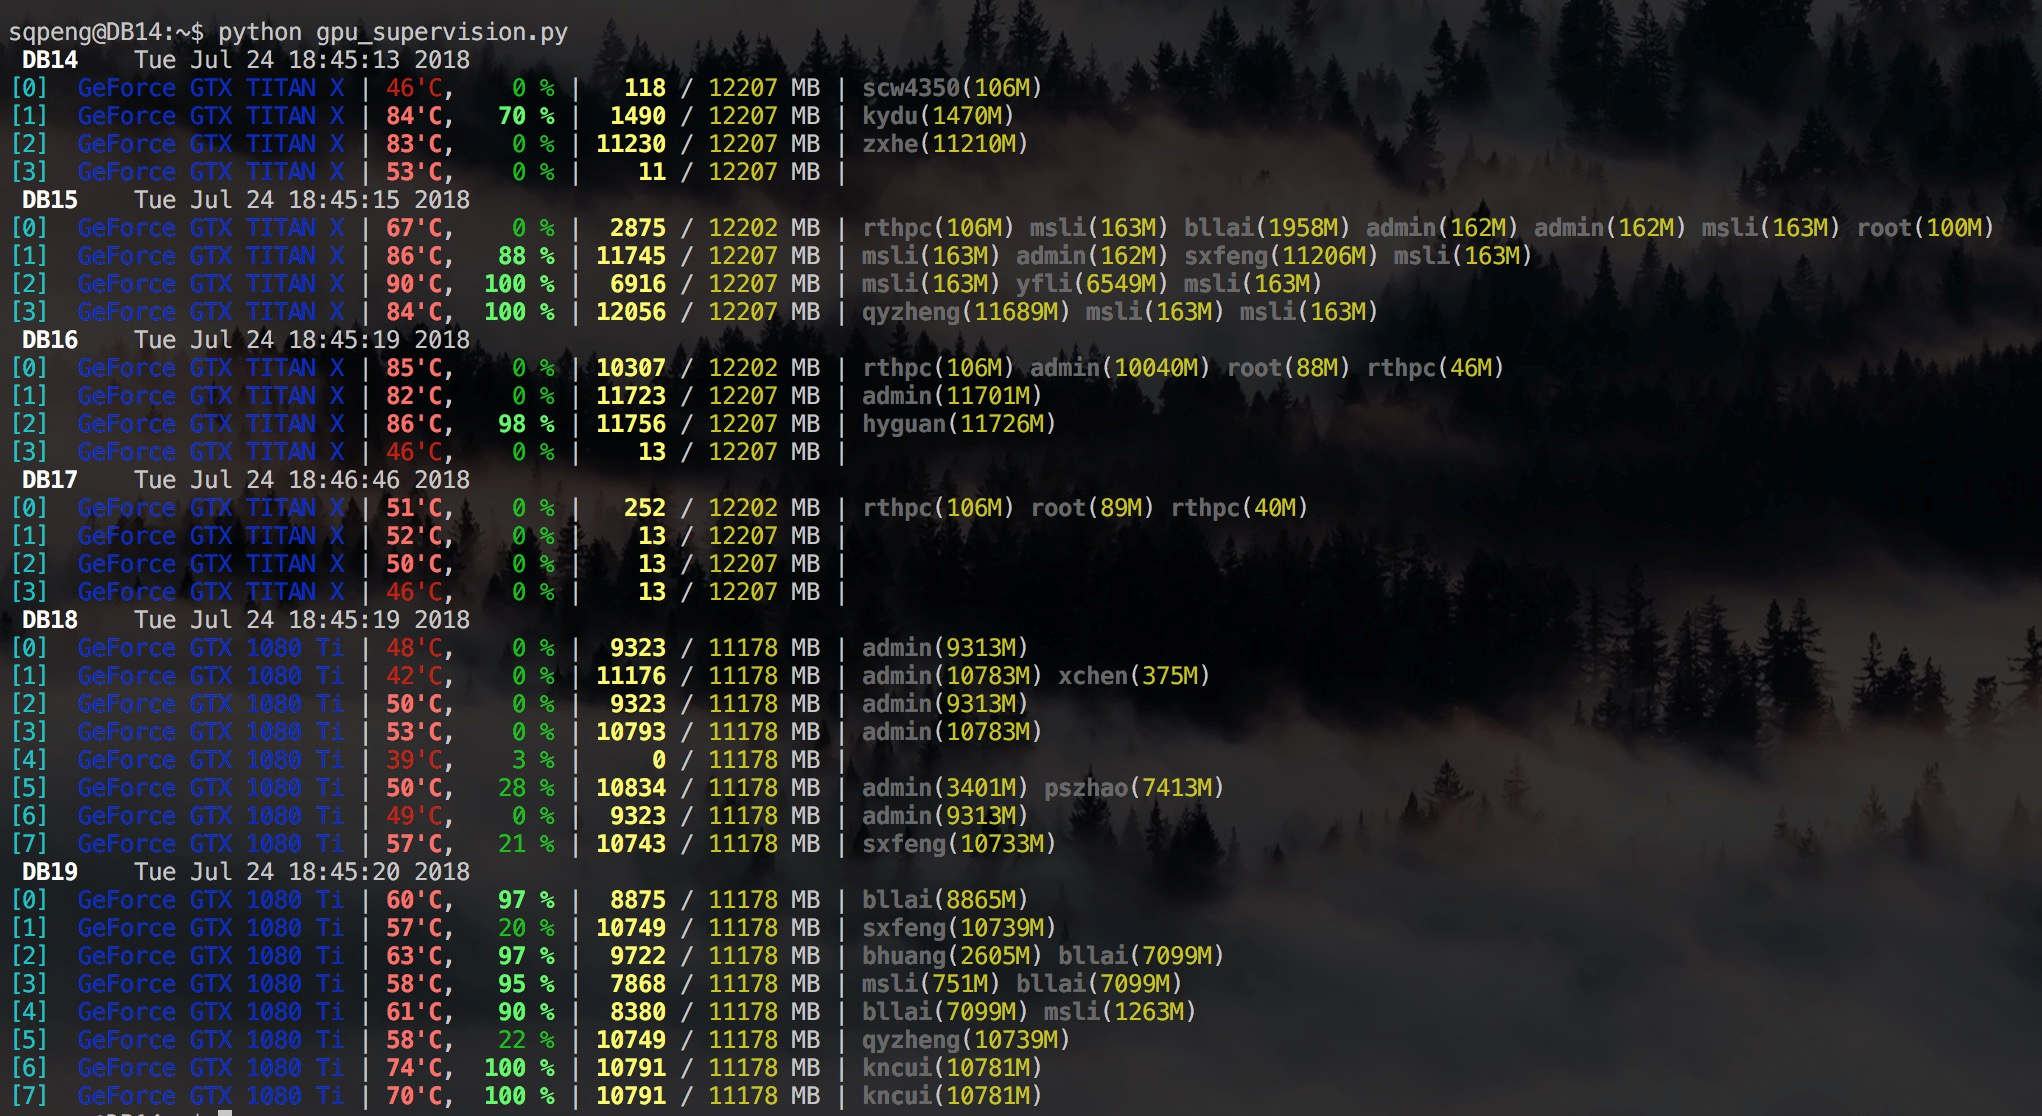 sqpeng@DB14:~$ python gpu_supervision.py
DB14    Tue Jul 24 18:45:13 2018
[0]  GeForce GTX TITAN X | 46'C,    0 % |   118 / 12207 MB | scw4350(106M)
[1]  GeForce GTX TITAN X | 84'C,   70 % |  1490 / 12207 MB | kydu(1470M)
[2]  GeForce GTX TITAN X | 83'C,    0 % | 11230 / 12207 MB | zxhe(11210M)
[3]  GeForce GTX TITAN X | 53'C,    0 % |    11 / 12207 MB |
DB15    Tue Jul 24 18:45:15 2018
[0]  GeForce GTX TITAN X | 67'C,    0 % |  2875 / 12202 MB | rthpc(106M) msli(163M) bllai(1958M) admin(162M) admin(162M) msli(163M) root(100M)
[1]  GeForce GTX TITAN X | 86'C,   88 % | 11745 / 12207 MB | msli(163M) admin(162M) sxfeng(11206M) msli(163M)
[2]  GeForce GTX TITAN X | 90'C,  100 % |  6916 / 12207 MB | msli(163M) yfli(6549M) msli(163M)
[3]  GeForce GTX TITAN X | 84'C,  100 % | 12056 / 12207 MB | qyzheng(11689M) msli(163M) msli(163M)
DB16    Tue Jul 24 18:45:19 2018
[0]  GeForce GTX TITAN X | 85'C,    0 % | 10307 / 12202 MB | rthpc(106M) admin(10040M) root(88M) rthpc(46M)
[1]  GeForce GTX TITAN X | 82'C,    0 % | 11723 / 12207 MB | admin(11701M)
[2]  GeForce GTX TITAN X | 86'C,   98 % | 11756 / 12207 MB | hyguan(11726M)
[3]  GeForce GTX TITAN X | 46'C,    0 % |    13 / 12207 MB |
DB17    Tue Jul 24 18:46:46 2018
[0]  GeForce GTX TITAN X | 51'C,    0 % |   252 / 12202 MB | rthpc(106M) root(89M) rthpc(40M)
[1]  GeForce GTX TITAN X | 52'C,    0 % |    13 / 12207 MB |
[2]  GeForce GTX TITAN X | 50'C,    0 % |    13 / 12207 MB |
[3]  GeForce GTX TITAN X | 46'C,    0 % |    13 / 12207 MB |
DB18    Tue Jul 24 18:45:19 2018
[0]  GeForce GTX 1080 Ti | 48'C,    0 % |  9323 / 11178 MB | admin(9313M)
[1]  GeForce GTX 1080 Ti | 42'C,    0 % | 11176 / 11178 MB | admin(10783M) xchen(375M)
[2]  GeForce GTX 1080 Ti | 50'C,    0 % |  9323 / 11178 MB | admin(9313M)
[3]  GeForce GTX 1080 Ti | 53'C,    0 % | 10793 / 11178 MB | admin(10783M)
[4]  GeForce GTX 1080 Ti | 39'C,    3 % |     0 / 11178 MB |
[5]  GeForce GTX 1080 Ti | 50'C,   28 % | 10834 / 11178 MB | admin(3401M) pszhao(7413M)
[6]  GeForce GTX 1080 Ti | 49'C,    0 % |  9323 / 11178 MB | admin(9313M)
[7]  GeForce GTX 1080 Ti | 57'C,   21 % | 10743 / 11178 MB | sxfeng(10733M)
DB19    Tue Jul 24 18:45:20 2018
[0]  GeForce GTX 1080 Ti | 60'C,   97 % |  8875 / 11178 MB | bllai(8865M)
[1]  GeForce GTX 1080 Ti | 57'C,   20 % | 10749 / 11178 MB | sxfeng(10739M)
[2]  GeForce GTX 1080 Ti | 63'C,   97 % |  9722 / 11178 MB | bhuang(2605M) bllai(7099M)
[3]  GeForce GTX 1080 Ti | 58'C,   95 % |  7868 / 11178 MB | msli(751M) bllai(7099M)
[4]  GeForce GTX 1080 Ti | 61'C,   90 % |  8380 / 11178 MB | bllai(7099M) msli(1263M)
[5]  GeForce GTX 1080 Ti | 58'C,   22 % | 10749 / 11178 MB | qyzheng(10739M)
[6]  GeForce GTX 1080 Ti | 74'C,  100 % | 10791 / 11178 MB | kncui(10781M)
[7]  GeForce GTX 1080 Ti | 70'C,  100 % | 10791 / 11178 MB | kncui(10781M)